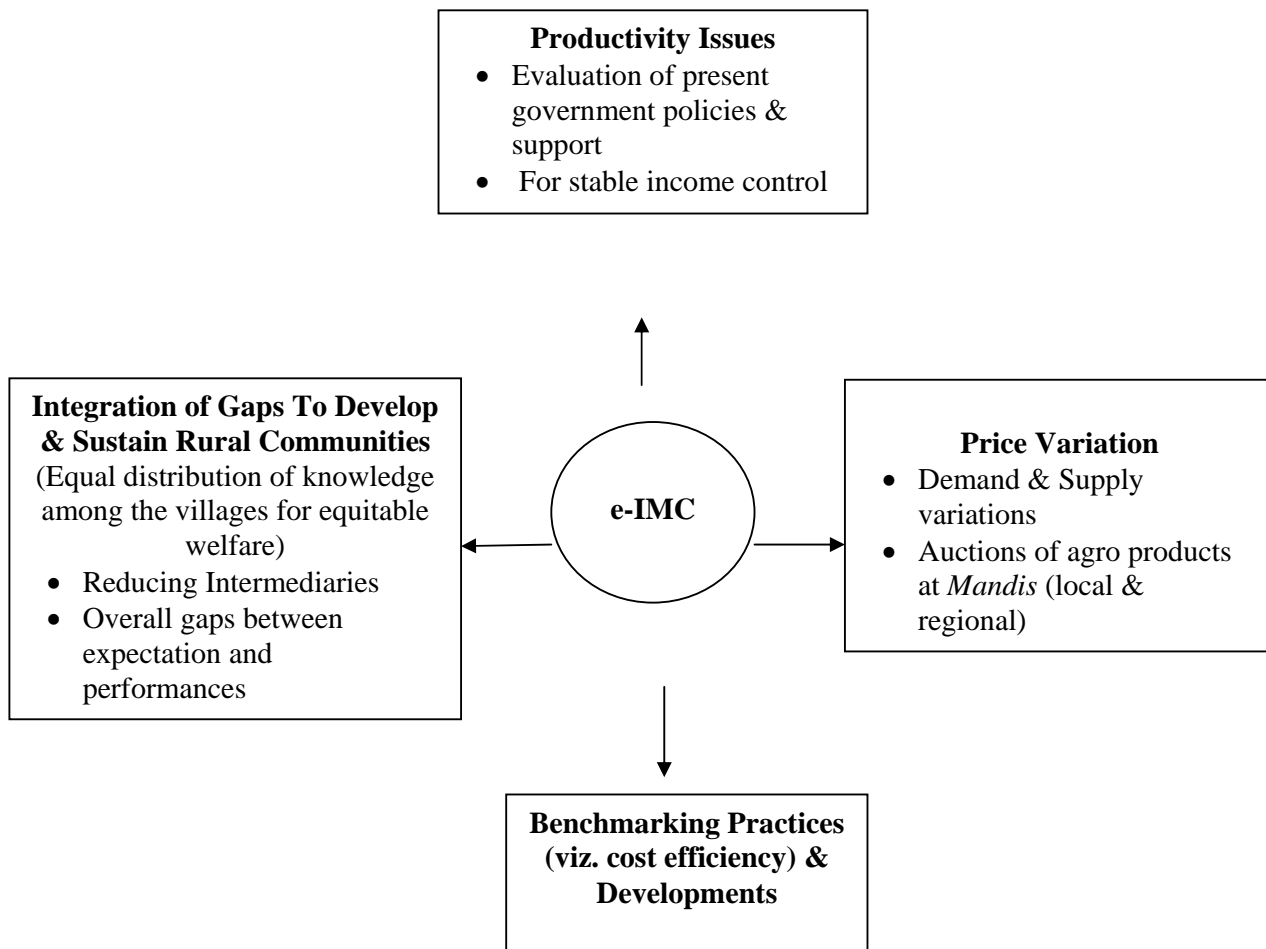 Productivity Issues
• Evaluation of present
government policies &
support
• For stable income control
Integration of Gaps To Develop
& Sustain Rural Communities
(Equal distribution of knowledge
among the villages for equitable
welfare)
• Reducing Intermediaries
• Overall gaps between
expectation and
performances
e-IMC
Price Variation
• Demand & Supply
variations
• Auctions of agro products
at Mandis (local &
regional)
Benchmarking Practices
(viz. cost efficiency) &
Developments